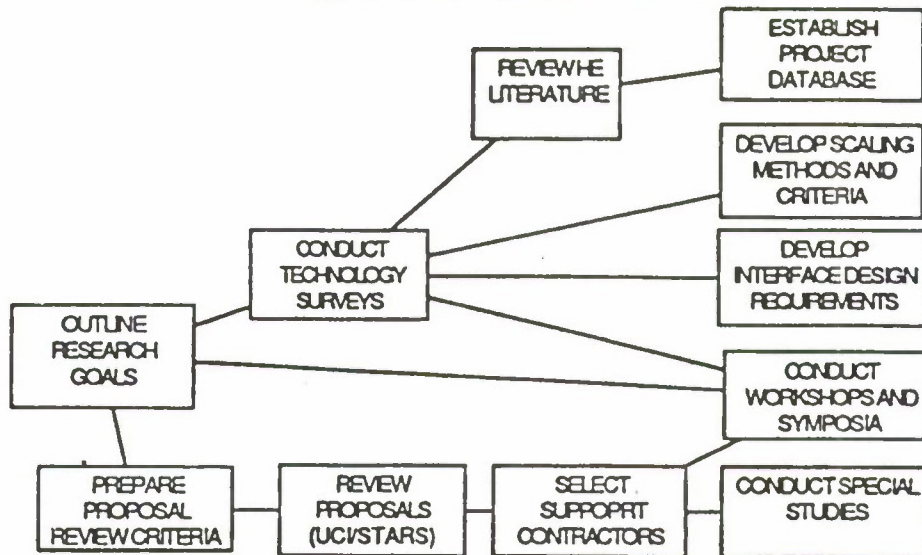 ESTABLISH
PROJECT
DATABASE
REVIEW HE
LITERATURE
DEVELOP SCALING
METHODS AND
CRITERIA
CONDUCT
TECHNOLOGY
SURVEYS
DEVELOP
INTERFACE DESIGN
REQUIREMENTS
OUTLINE
RESEARCH
GOALS
CONDUCT
WORKSHOPS AND
SYMPOSIA
PREPARE
PROPOSAL
REVIEW CRITERIA
REVIEW
PROPOSALS
(UCI/STARS)
SELECT
SUPPOPRT
CONTRACTORS
CONDUCT SPECIAL
STUDIES